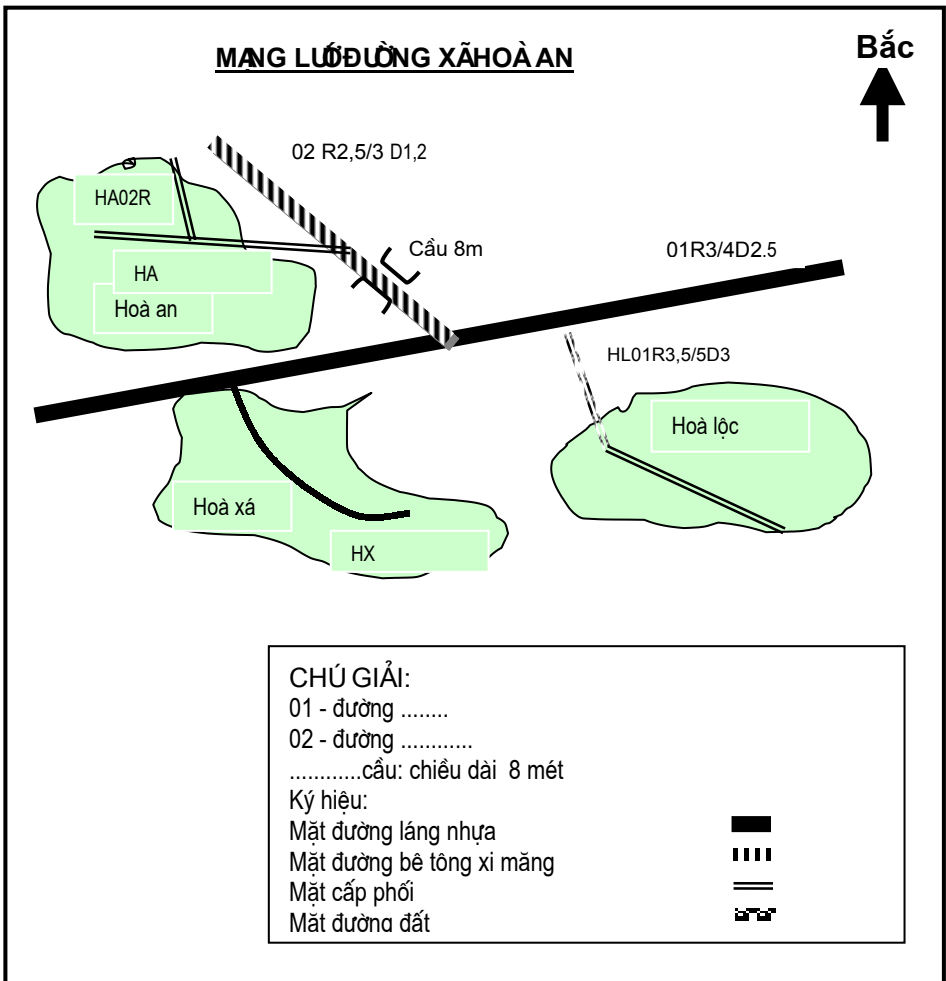 MẠNG LƯỚI ĐƯỜNG XÃ HOÀ AN
Bắc
02 R2,5/3 D1,2
HA02R
Cầu 8m
01R3/4D2.5
HA
Hoà an
HL01R3,5/5D3
Hoà lộc
Hoà xá
HX
CHÚ GIẢI:
01 - đường ........
02 - đường ............
............cầu: chiều dài 8 mét
Ký hiệu:
Mặt đường láng nhựa
Mặt đường bê tông xi măng
Mặt cấp phối
Mặt đường đất